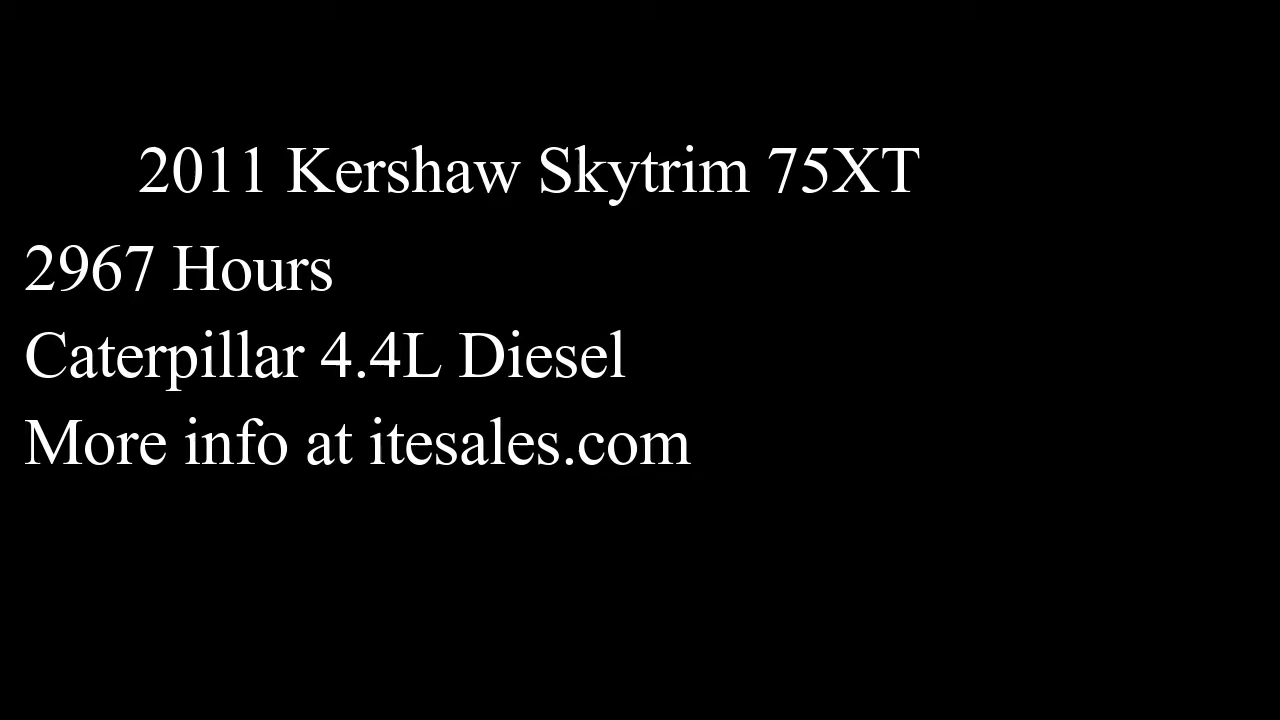 2011 Kershaw Skytrim 75XT
2967 Hours
Caterpillar 4.4L Diesel
More info at itesales.com